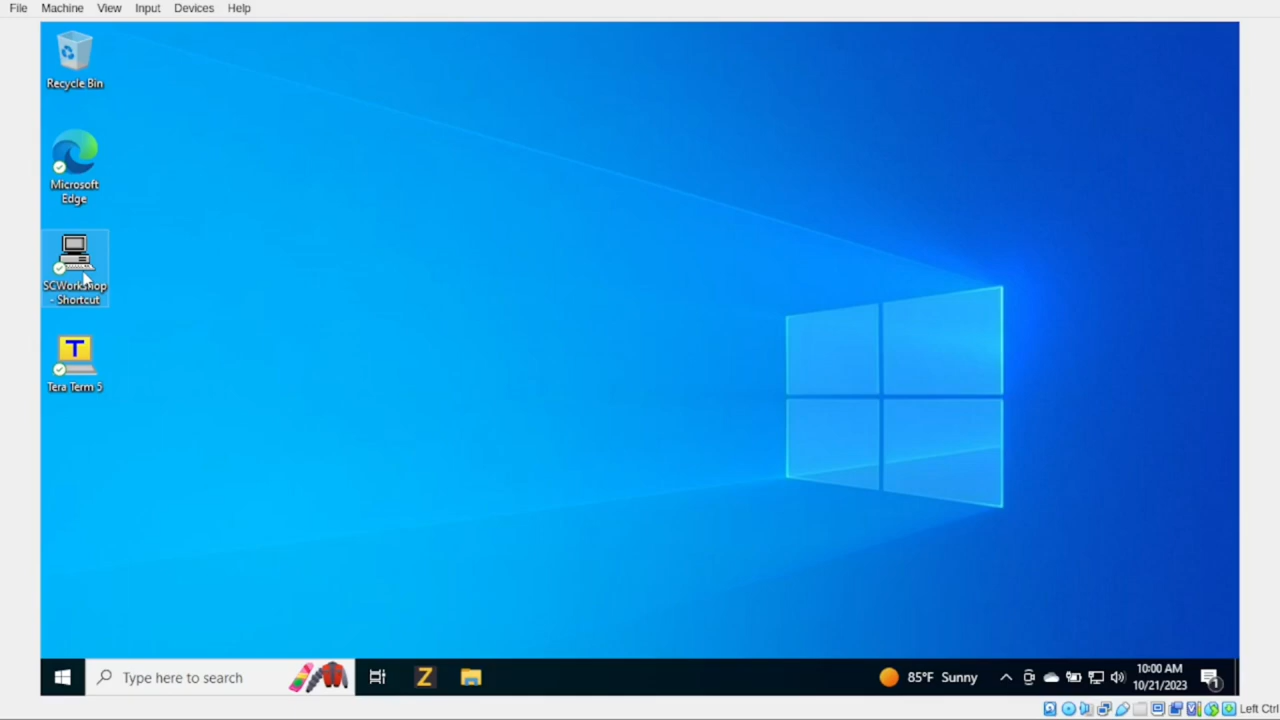 File Machine View Input Devices Help
Recycle Bin
Microsoft
Edge
SCWorkshop
- Shortcut
T
Tera Term 5
Type here to search
Z
85°F Sunny
10:00 AM
10/21/2023
1
Left Ctrl